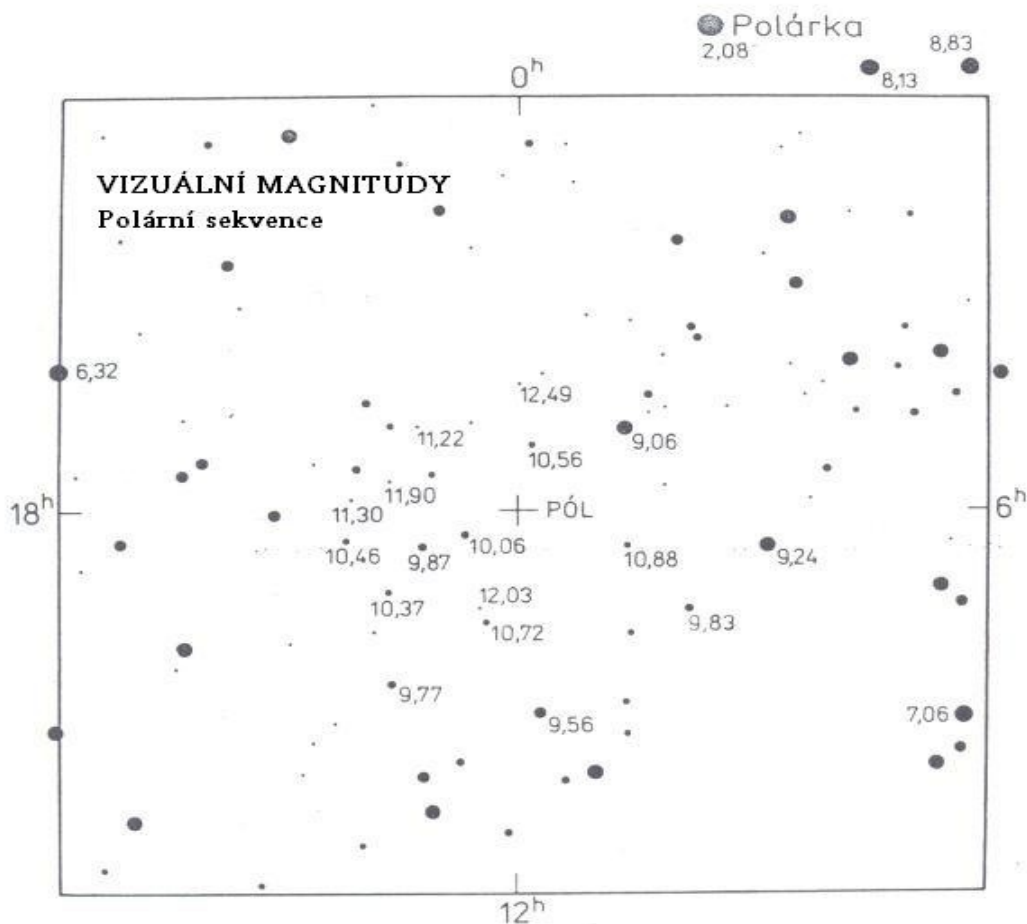 Polárka
2,08
8,83
8,13
0h
VIZUÁLNÍ MAGNITUDY
Polární sekvence
6,32
12,49
11,22
9,06
10,56
11,90
18h
PÓL
6h
11,30
10,06
10,46
9,87
10,88
9,24
12,03
10,37
10,72
9,83
9,77
9,56
7,06
12h